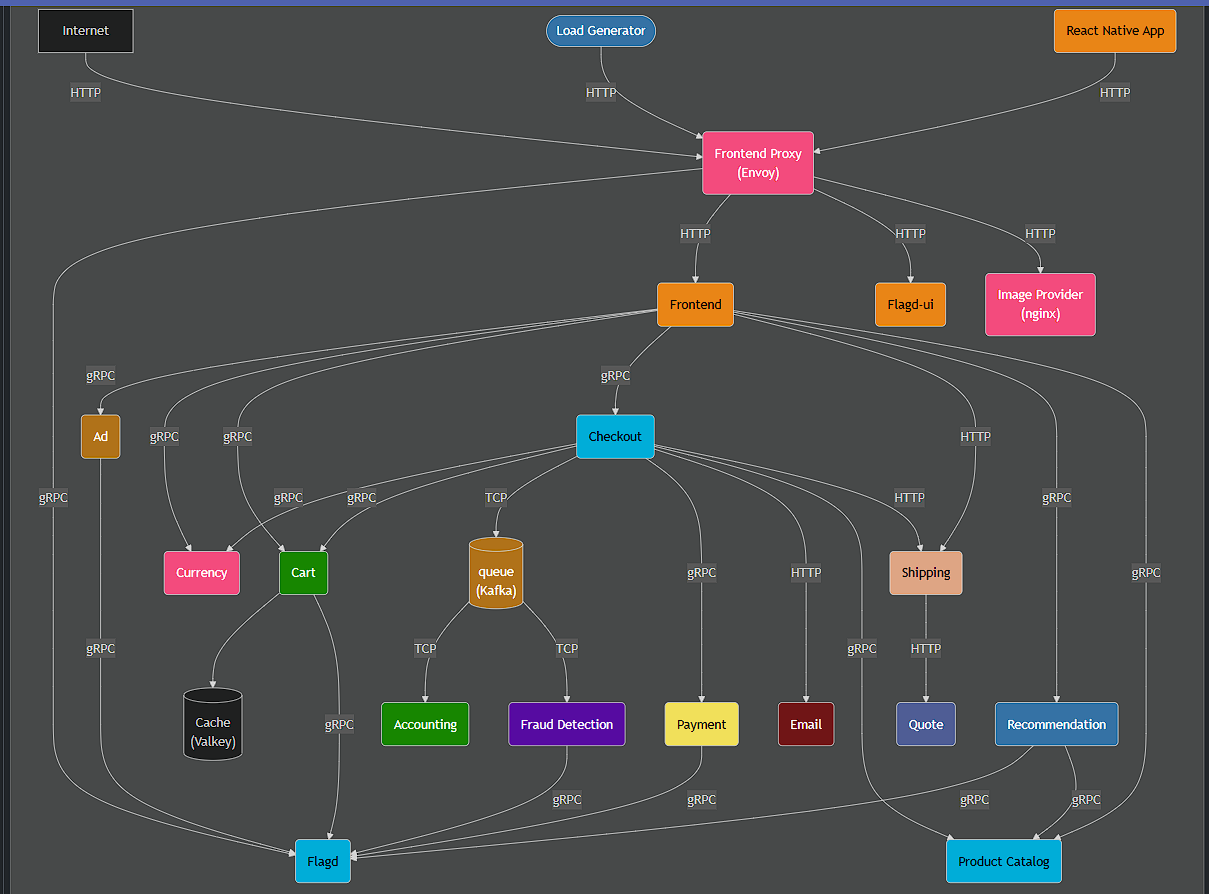 Internet
Load Generator
React Native App
HTTP
HTTP
HTTP
Frontend Proxy
(Envoy)
HTTP
HTTP
HTTP
Frontend
Flagd-ui
Image Provider
(nginx)
gRPC
gRPC
Ad
gRPC
gRPC
Checkout
HTTP
gRPC
gRPC
gRPC
TCP
HTTP
gRPC
Currency
Cart
queue
(Kafka)
gRPC
HTTP
Shipping
gRPC
gRPC
TCP
TCP
gRPC
HTTP
Cache
(Valkey)
gRPC
Accounting
Fraud Detection
Payment
Email
Quote
Recommendation
gRPC
gRPC
gRPC
gRPC
Flagd
Product Catalog